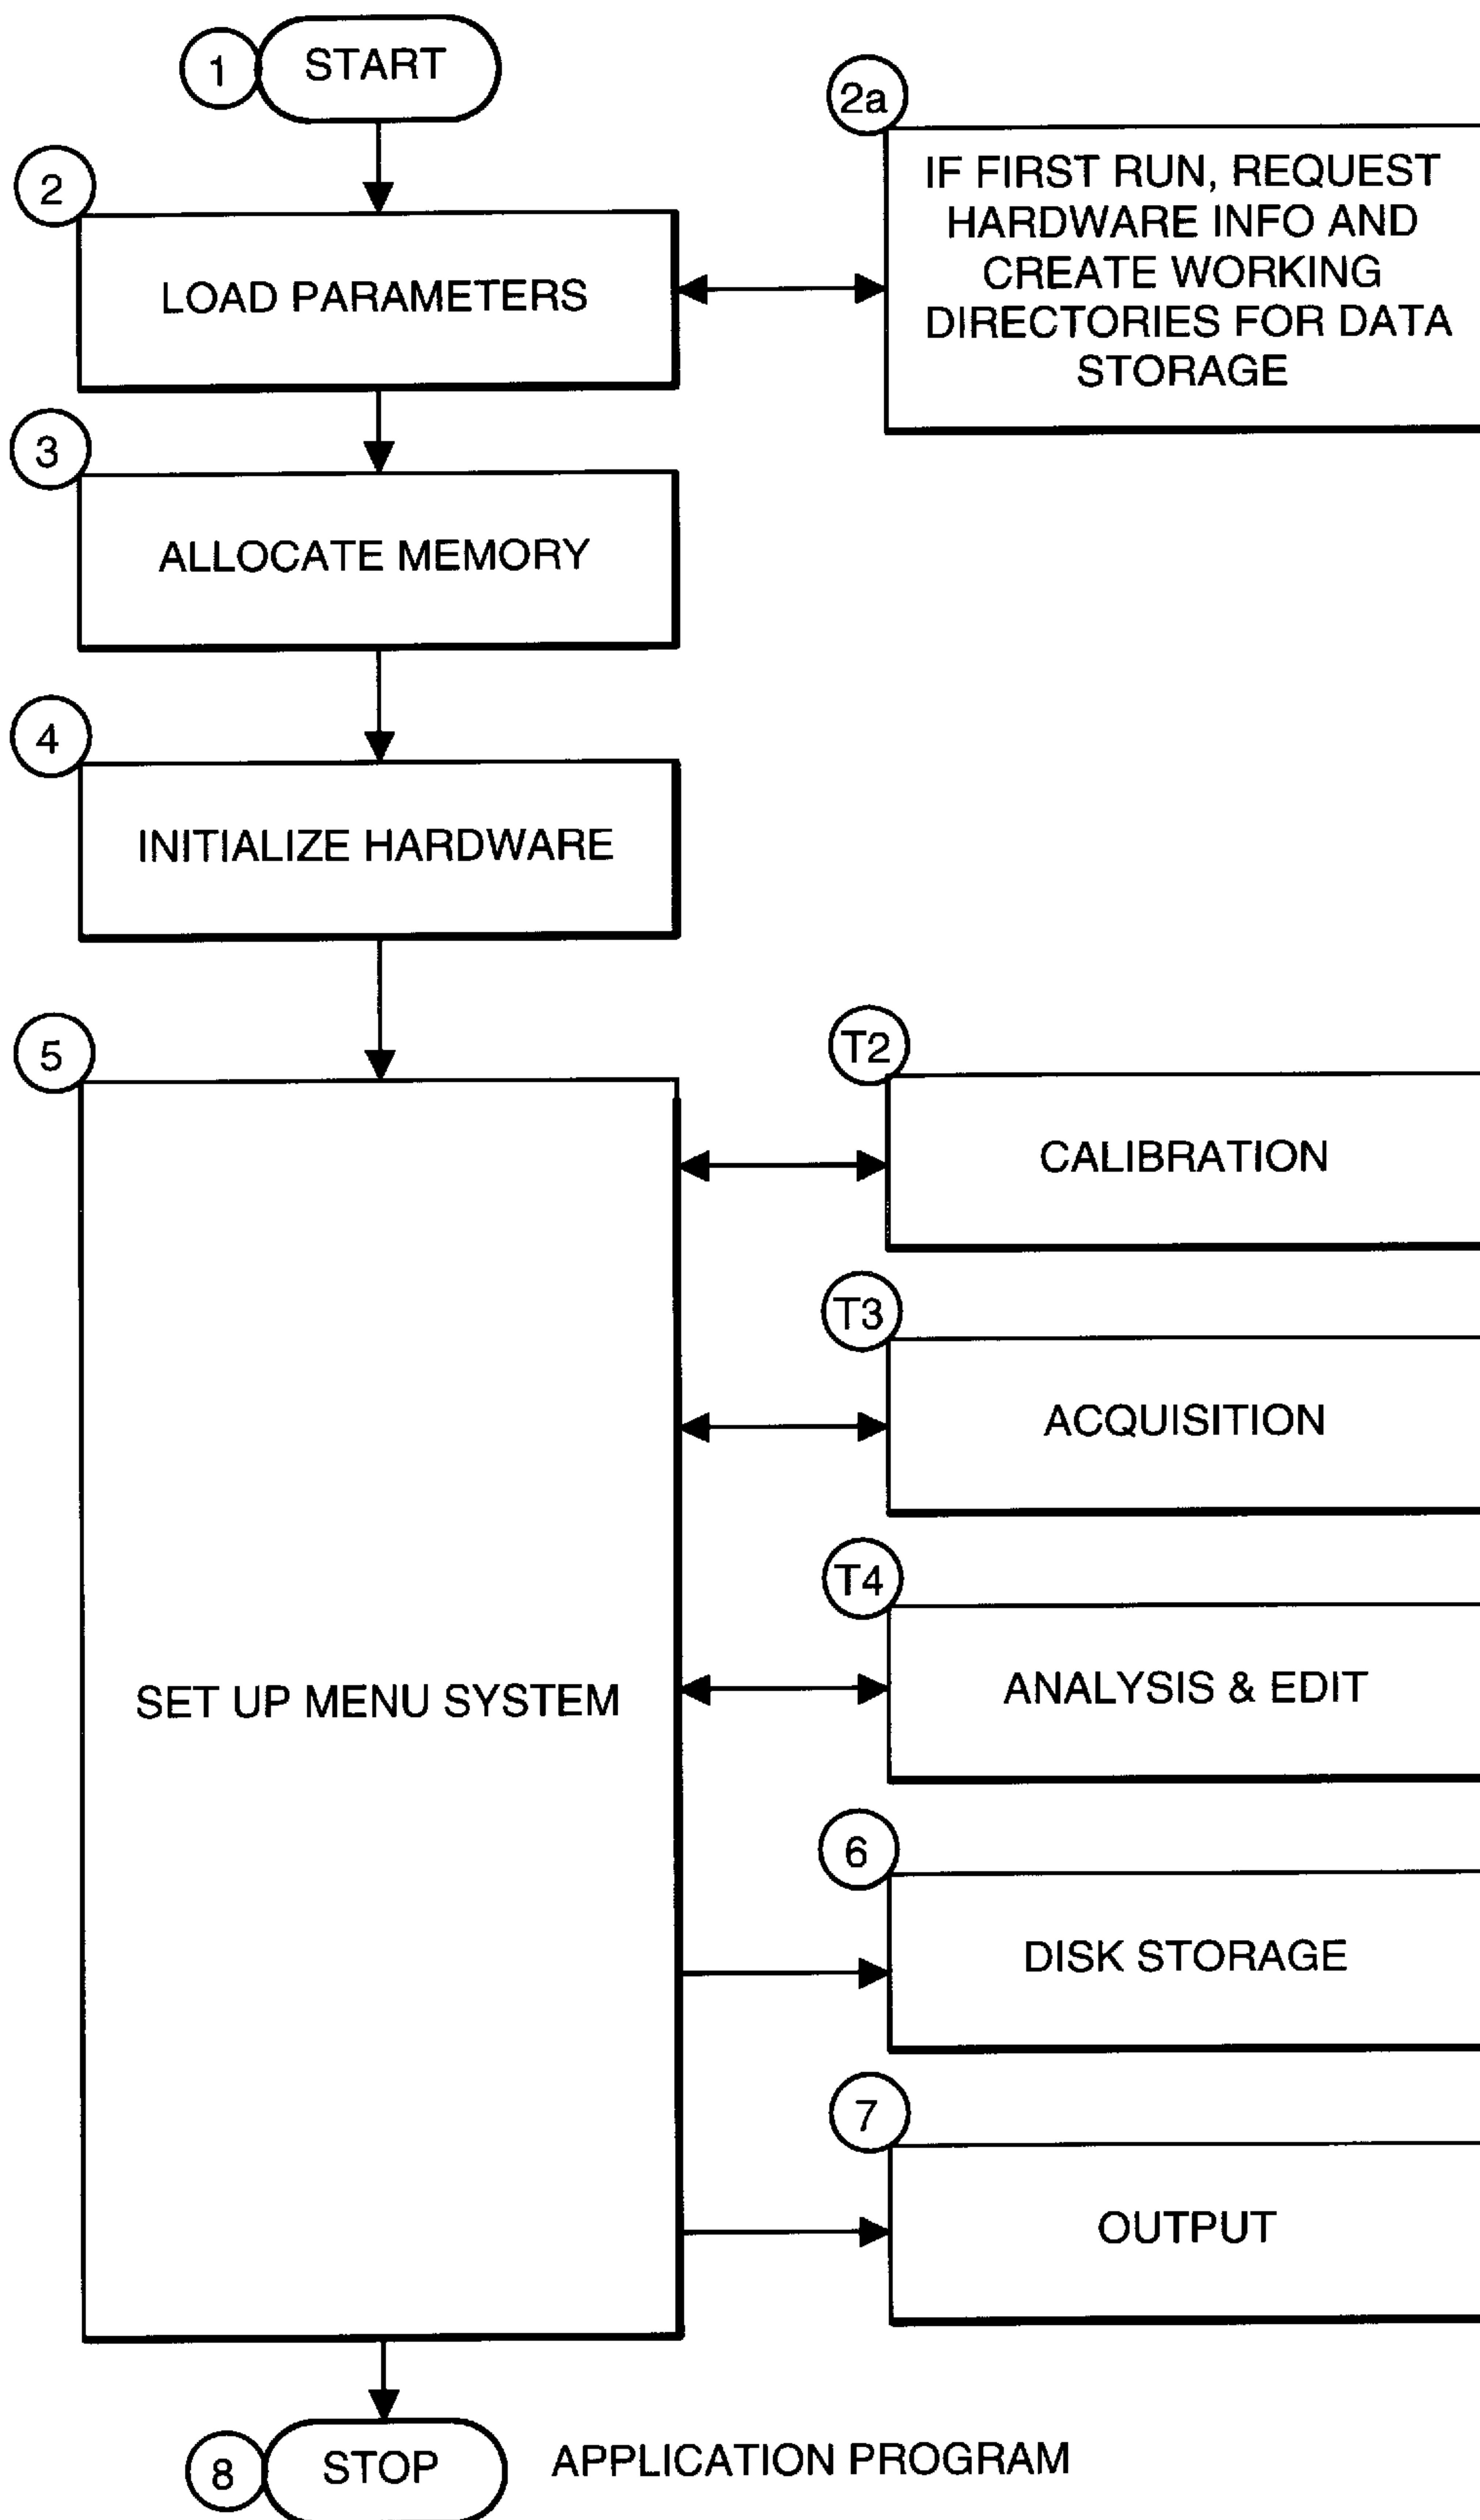 1
START
2a
IF FIRST RUN, REQUEST
HARDWARE INFO AND
CREATE WORKING
DIRECTORIES FOR DATA
STORAGE
2
LOAD PARAMETERS
3
ALLOCATE MEMORY
4
INITIALIZE HARDWARE
5
SET UP MENU SYSTEM
T2
CALIBRATION
T3
ACQUISITION
T4
ANALYSIS & EDIT
6
DISK STORAGE
7
OUTPUT
8
STOP
APPLICATION PROGRAM